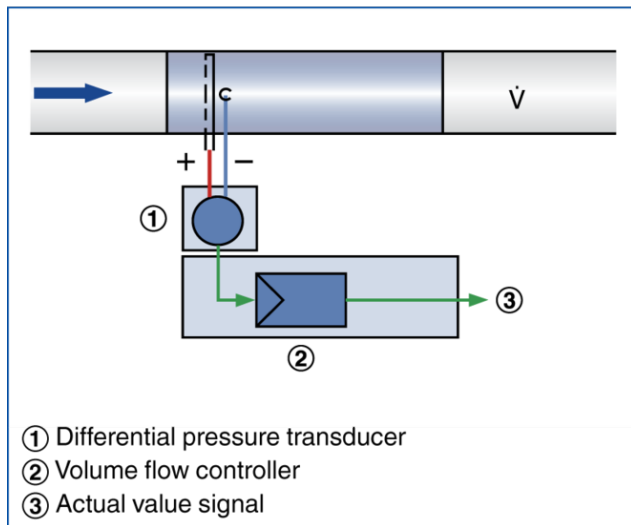 V̇
+ −
①
③
②
① Differential pressure transducer
② Volume flow controller
③ Actual value signal